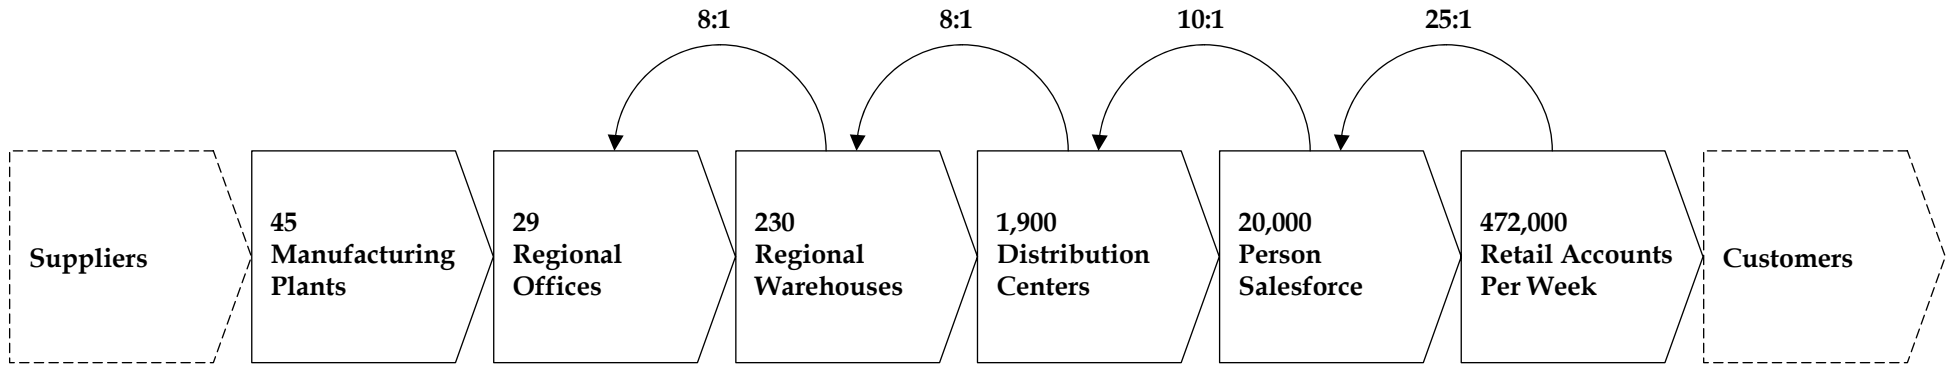 8:1
8:1
10:1
25:1
Suppliers
45
Manufacturing
Plants
29
Regional
Offices
230
Regional
Warehouses
1,900
Distribution
Centers
20,000
Person
Salesforce
472,000
Retail Accounts
Per Week
Customers